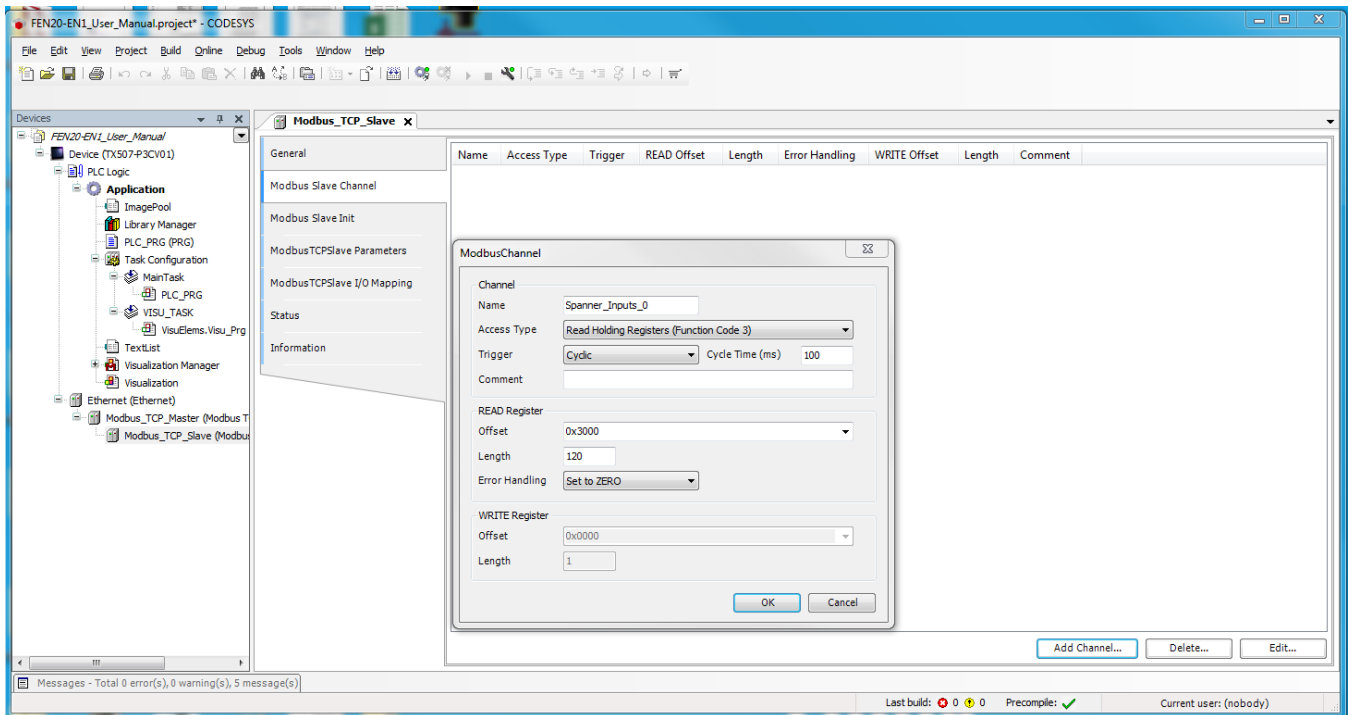 FEN20-EN1_User_Manual.project* - CODESYS
File Edit View Project Build Online Debug Tools Window Help
Devices
FEN20-EN1_User_Manual
Device (TX507-P3CV01)
PLC Logic
Application
ImagePool
Library Manager
PLC_PRG (PRG)
Task Configuration
MainTask
PLC_PRG
VISU_TASK
VisuElems.Visu_Prg
TextList
Visualization Manager
Visualization
Ethernet (Ethernet)
Modbus_TCP_Master (Modbus T
Modbus_TCP_Slave (Modbus
Modbus_TCP_Slave X
General
Modbus Slave Channel
Modbus Slave Init
ModbusTCPSlave Parameters
ModbusTCPSlave I/O Mapping
Status
Information
Name Access Type Trigger READ Offset Length Error Handling WRITE Offset Length Comment
ModbusChannel
Channel
Name Spanner_Inputs_0
Access Type Read Holding Registers (Function Code 3)
Trigger Cyclic Cycle Time (ms) 100
Comment
READ Register
Offset 0x3000
Length 120
Error Handling Set to ZERO
WRITE Register
Offset 0x0000
Length 1
OK Cancel
Add Channel... Delete... Edit...
Messages - Total 0 error(s), 0 warning(s), 5 message(s)
Last build: 0 0 Precompile: Current user: (nobody)